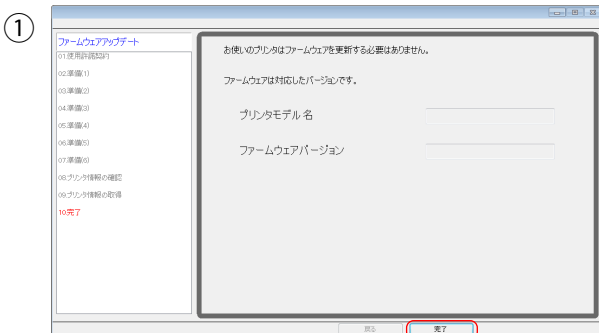 ①
ファームウェアアップデート
01.使用許諾契約
02.準備(1)
03.準備(2)
04.準備(3)
05.準備(4)
06.準備(5)
07.準備(6)
08.プリンタ情報の確認
09.プリンタ情報の取得
10.完了
お使いのプリンタはファームウェアを更新する必要はありません。
ファームウェアは対応したバージョンです。
プリンタモデル名
ファームウェアバージョン
戻る
完了